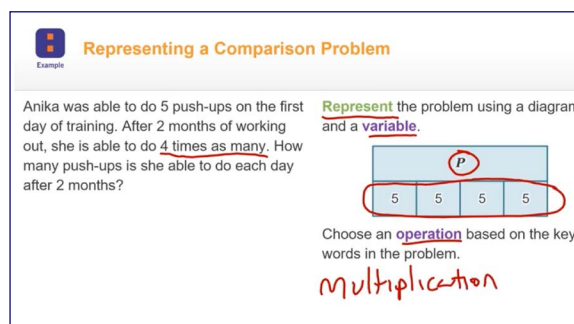 Representing a Comparison Problem
Example
Anika was able to do 5 push-ups on the first
day of training. After 2 months of working
out, she is able to do 4 times as many. How
many push-ups is she able to do each day
after 2 months?
Represent the problem using a diagram
and a variable.
P
5 5 5 5
Choose an operation based on the key
words in the problem.
Multiplication